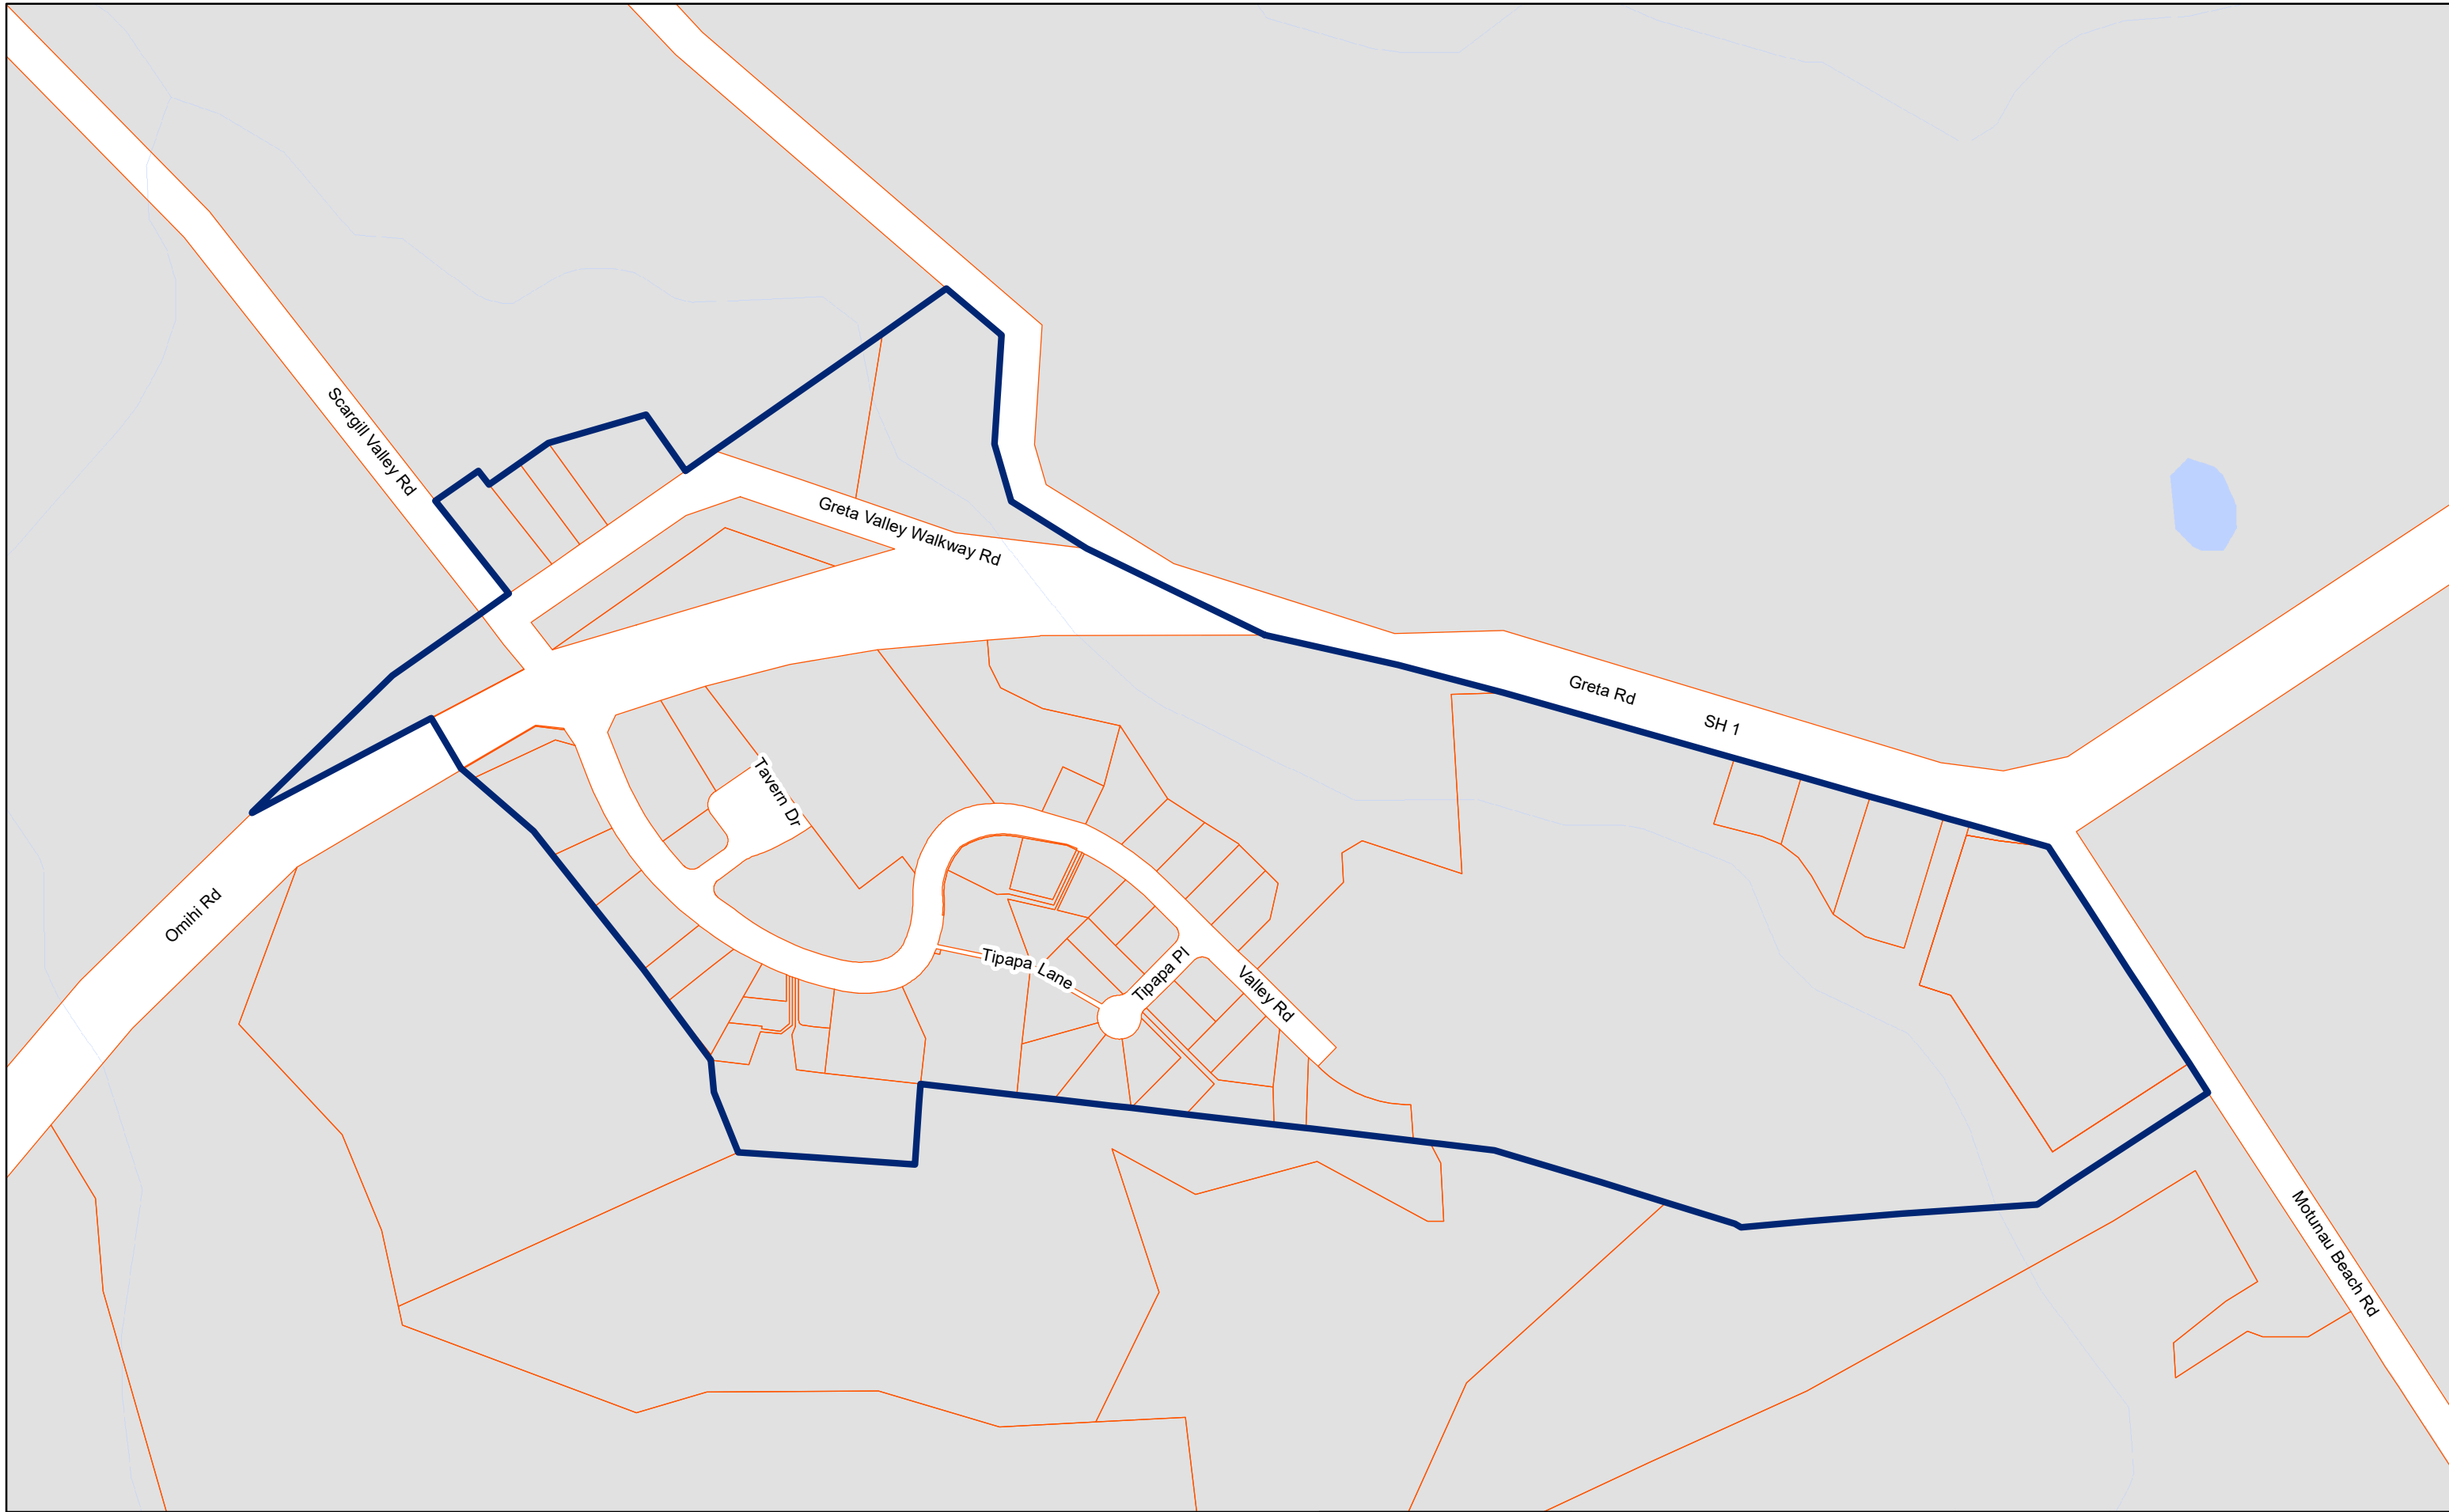 Scargill Valley Rd
Greta Valley Walkway Rd
Greta Rd
SH 1
Tavern Dr
Omihi Rd
Tipapa Lane
Tipapa Pl
Valley Rd
Motunau Beach Rd